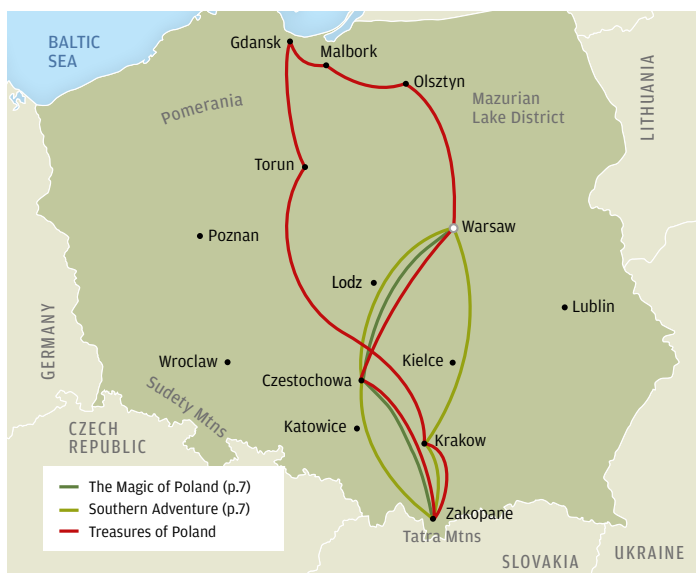 BALTIC
SEA
Gdansk
Malbork
Olsztyn
Pomerania
Mazurian
Lake District
LITHUANIA
Torun
Poznan
Warsaw
Lodz
Lublin
GERMANY
Wroclaw
Kielce
Czestochowa
Sudety Mtns
Katowice
CZECH
REPUBLIC
Krakow
The Magic of Poland (p.7)
Southern Adventure (p.7)
Treasures of Poland
Zakopane
Tatra Mtns
SLOVAKIA
UKRAINE